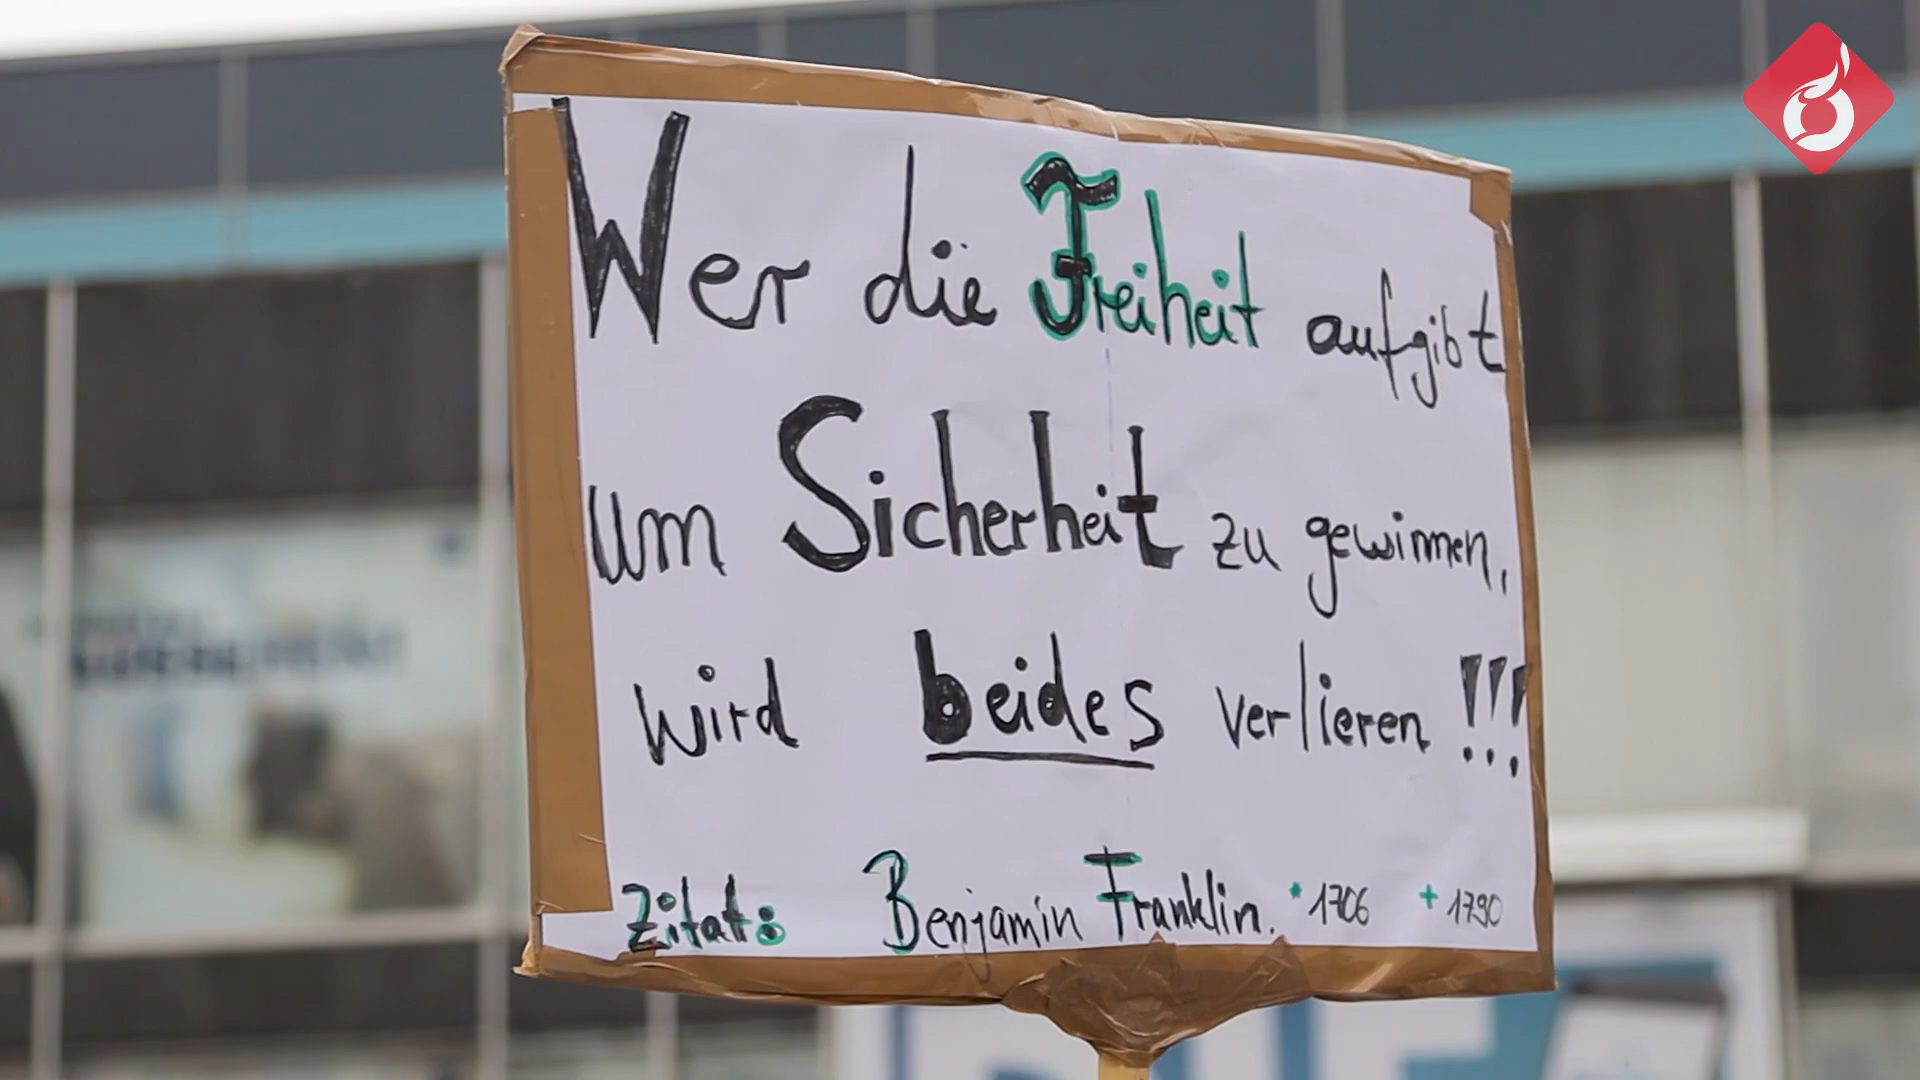 Wer die Freiheit aufgibt
um Sicherheit zu gewinnen,
wird beides verlieren !!!
Zitat: Benjamin Franklin. * 1706 + 1790